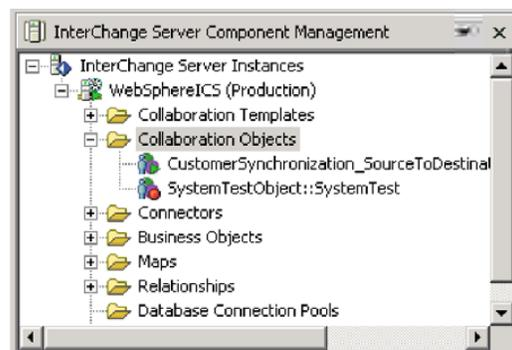 InterChange Server Component Management
InterChange Server Instances
WebSphereICS (Production)
Collaboration Templates
Collaboration Objects
CustomerSynchronization_SourceToDestinat
SystemTestObject::SystemTest
Connectors
Business Objects
Maps
Relationships
Database Connection Pools